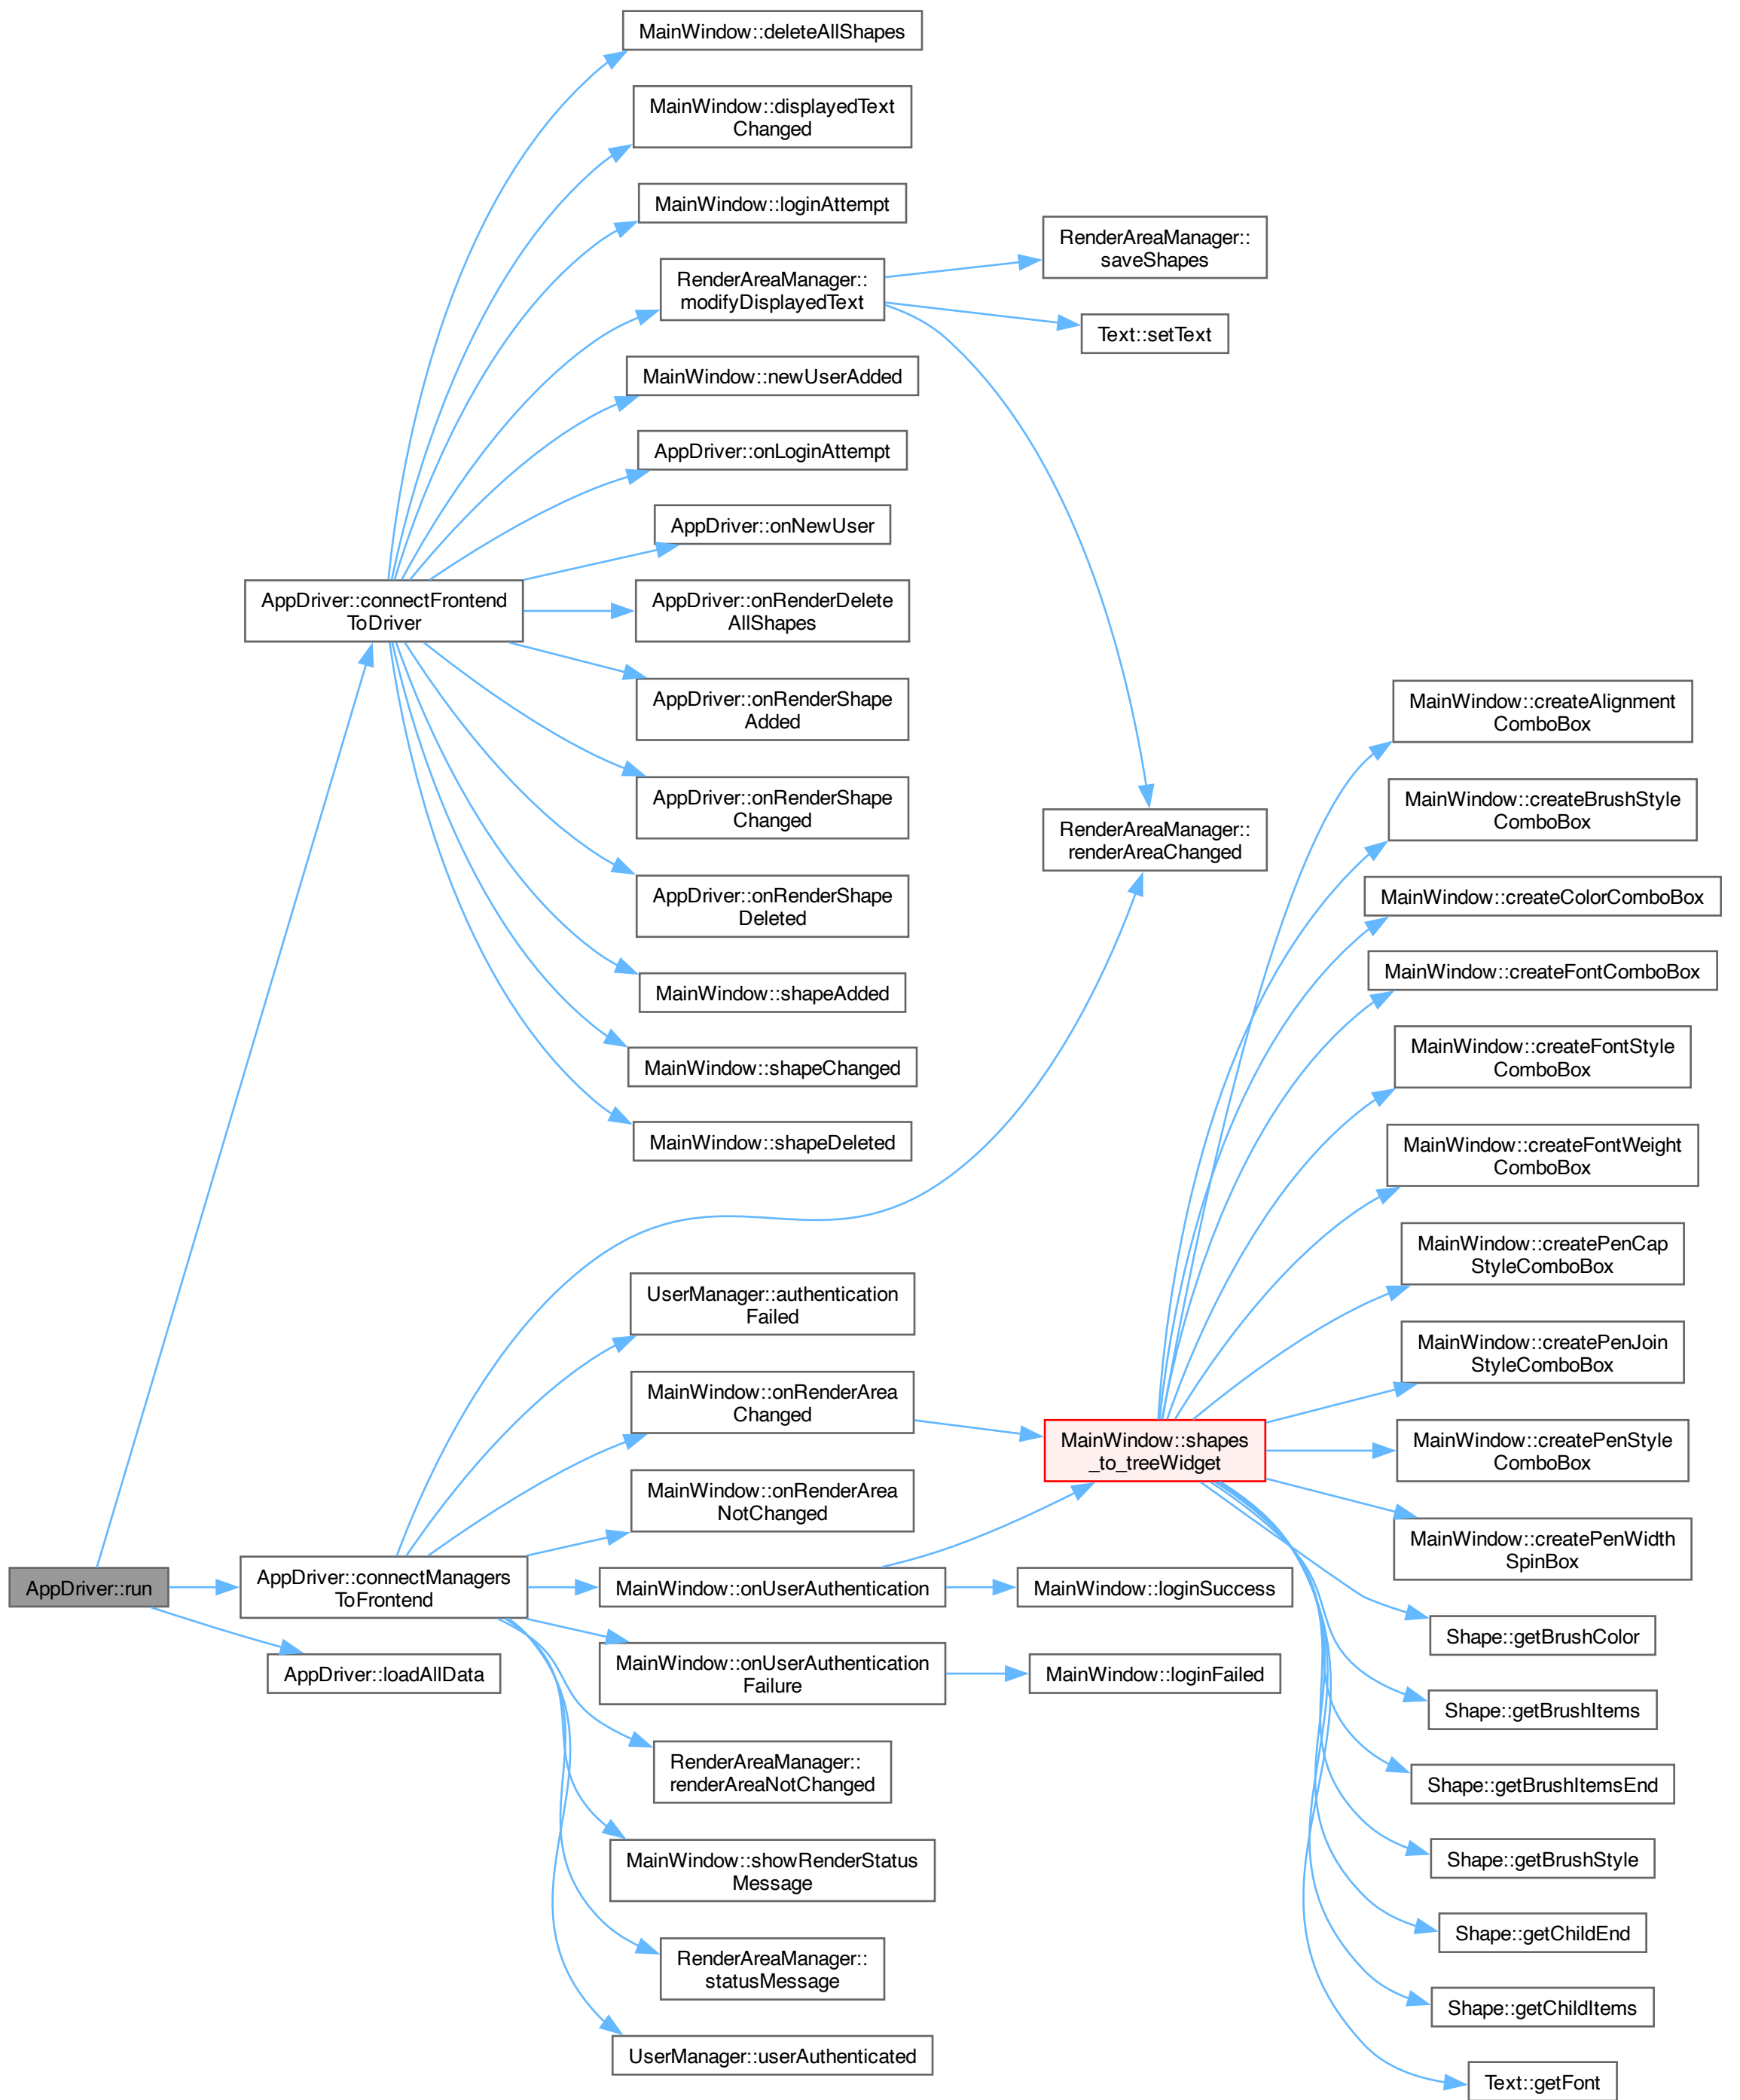 MainWindow::deleteAllShapes
MainWindow::displayedText
Changed
MainWindow::loginAttempt
RenderAreaManager::
modifyDisplayedText
RenderAreaManager::
saveShapes
Text::setText
MainWindow::newUserAdded
AppDriver::onLoginAttempt
AppDriver::onNewUser
AppDriver::connectFrontend
ToDriver
AppDriver::onRenderDelete
AllShapes
AppDriver::onRenderShape
Added
AppDriver::onRenderShape
Changed
AppDriver::onRenderShape
Deleted
MainWindow::shapeAdded
MainWindow::shapeChanged
MainWindow::shapeDeleted
RenderAreaManager::
renderAreaChanged
MainWindow::createAlignment
ComboBox
MainWindow::createBrushStyle
ComboBox
MainWindow::createColorComboBox
MainWindow::createFontComboBox
MainWindow::createFontStyle
ComboBox
MainWindow::createFontWeight
ComboBox
MainWindow::createPenCap
StyleComboBox
MainWindow::createPenJoin
StyleComboBox
MainWindow::createPenStyle
ComboBox
MainWindow::createPenWidth
SpinBox
UserManager::authentication
Failed
MainWindow::onRenderArea
Changed
MainWindow::shapes
_to_treeWidget
MainWindow::onRenderArea
NotChanged
AppDriver::run
AppDriver::connectManagers
ToFrontend
MainWindow::onUserAuthentication
MainWindow::loginSuccess
AppDriver::loadAllData
MainWindow::onUserAuthentication
Failure
MainWindow::loginFailed
RenderAreaManager::
renderAreaNotChanged
MainWindow::showRenderStatus
Message
RenderAreaManager::
statusMessage
UserManager::userAuthenticated
Shape::getBrushColor
Shape::getBrushItems
Shape::getBrushItemsEnd
Shape::getBrushStyle
Shape::getChildEnd
Shape::getChildItems
Text::getFont